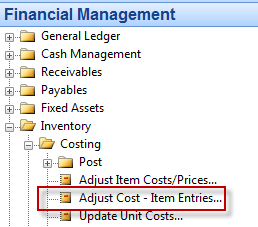 Financial Management
General Ledger
Cash Management
Receivables
Payables
Fixed Assets
Inventory
Costing
Post
Adjust Item Costs/Prices...
Adjust Cost - Item Entries...
Update Unit Costs...